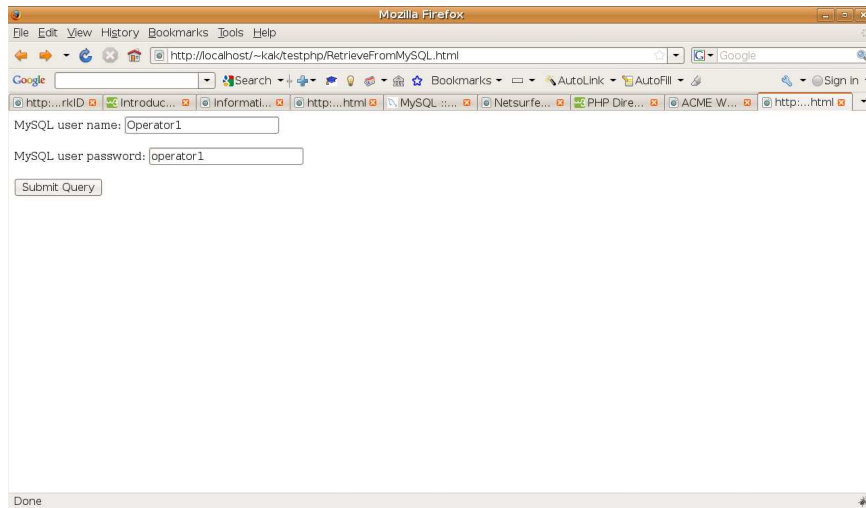 Mozilla Firefox
File Edit View History Bookmarks Tools Help
http://localhost/~kak/testphp/RetrieveFromMySQL.html
G Google
Google Search Bookmarks AutoLink AutoFill Sign in
http:...rkID Introduc... Informati... http:...html MySQL ::... Netsurfe... PHP Dire... ACME W... http:...html
MySQL user name: Operator1
MySQL user password: operator1
Submit Query
Done